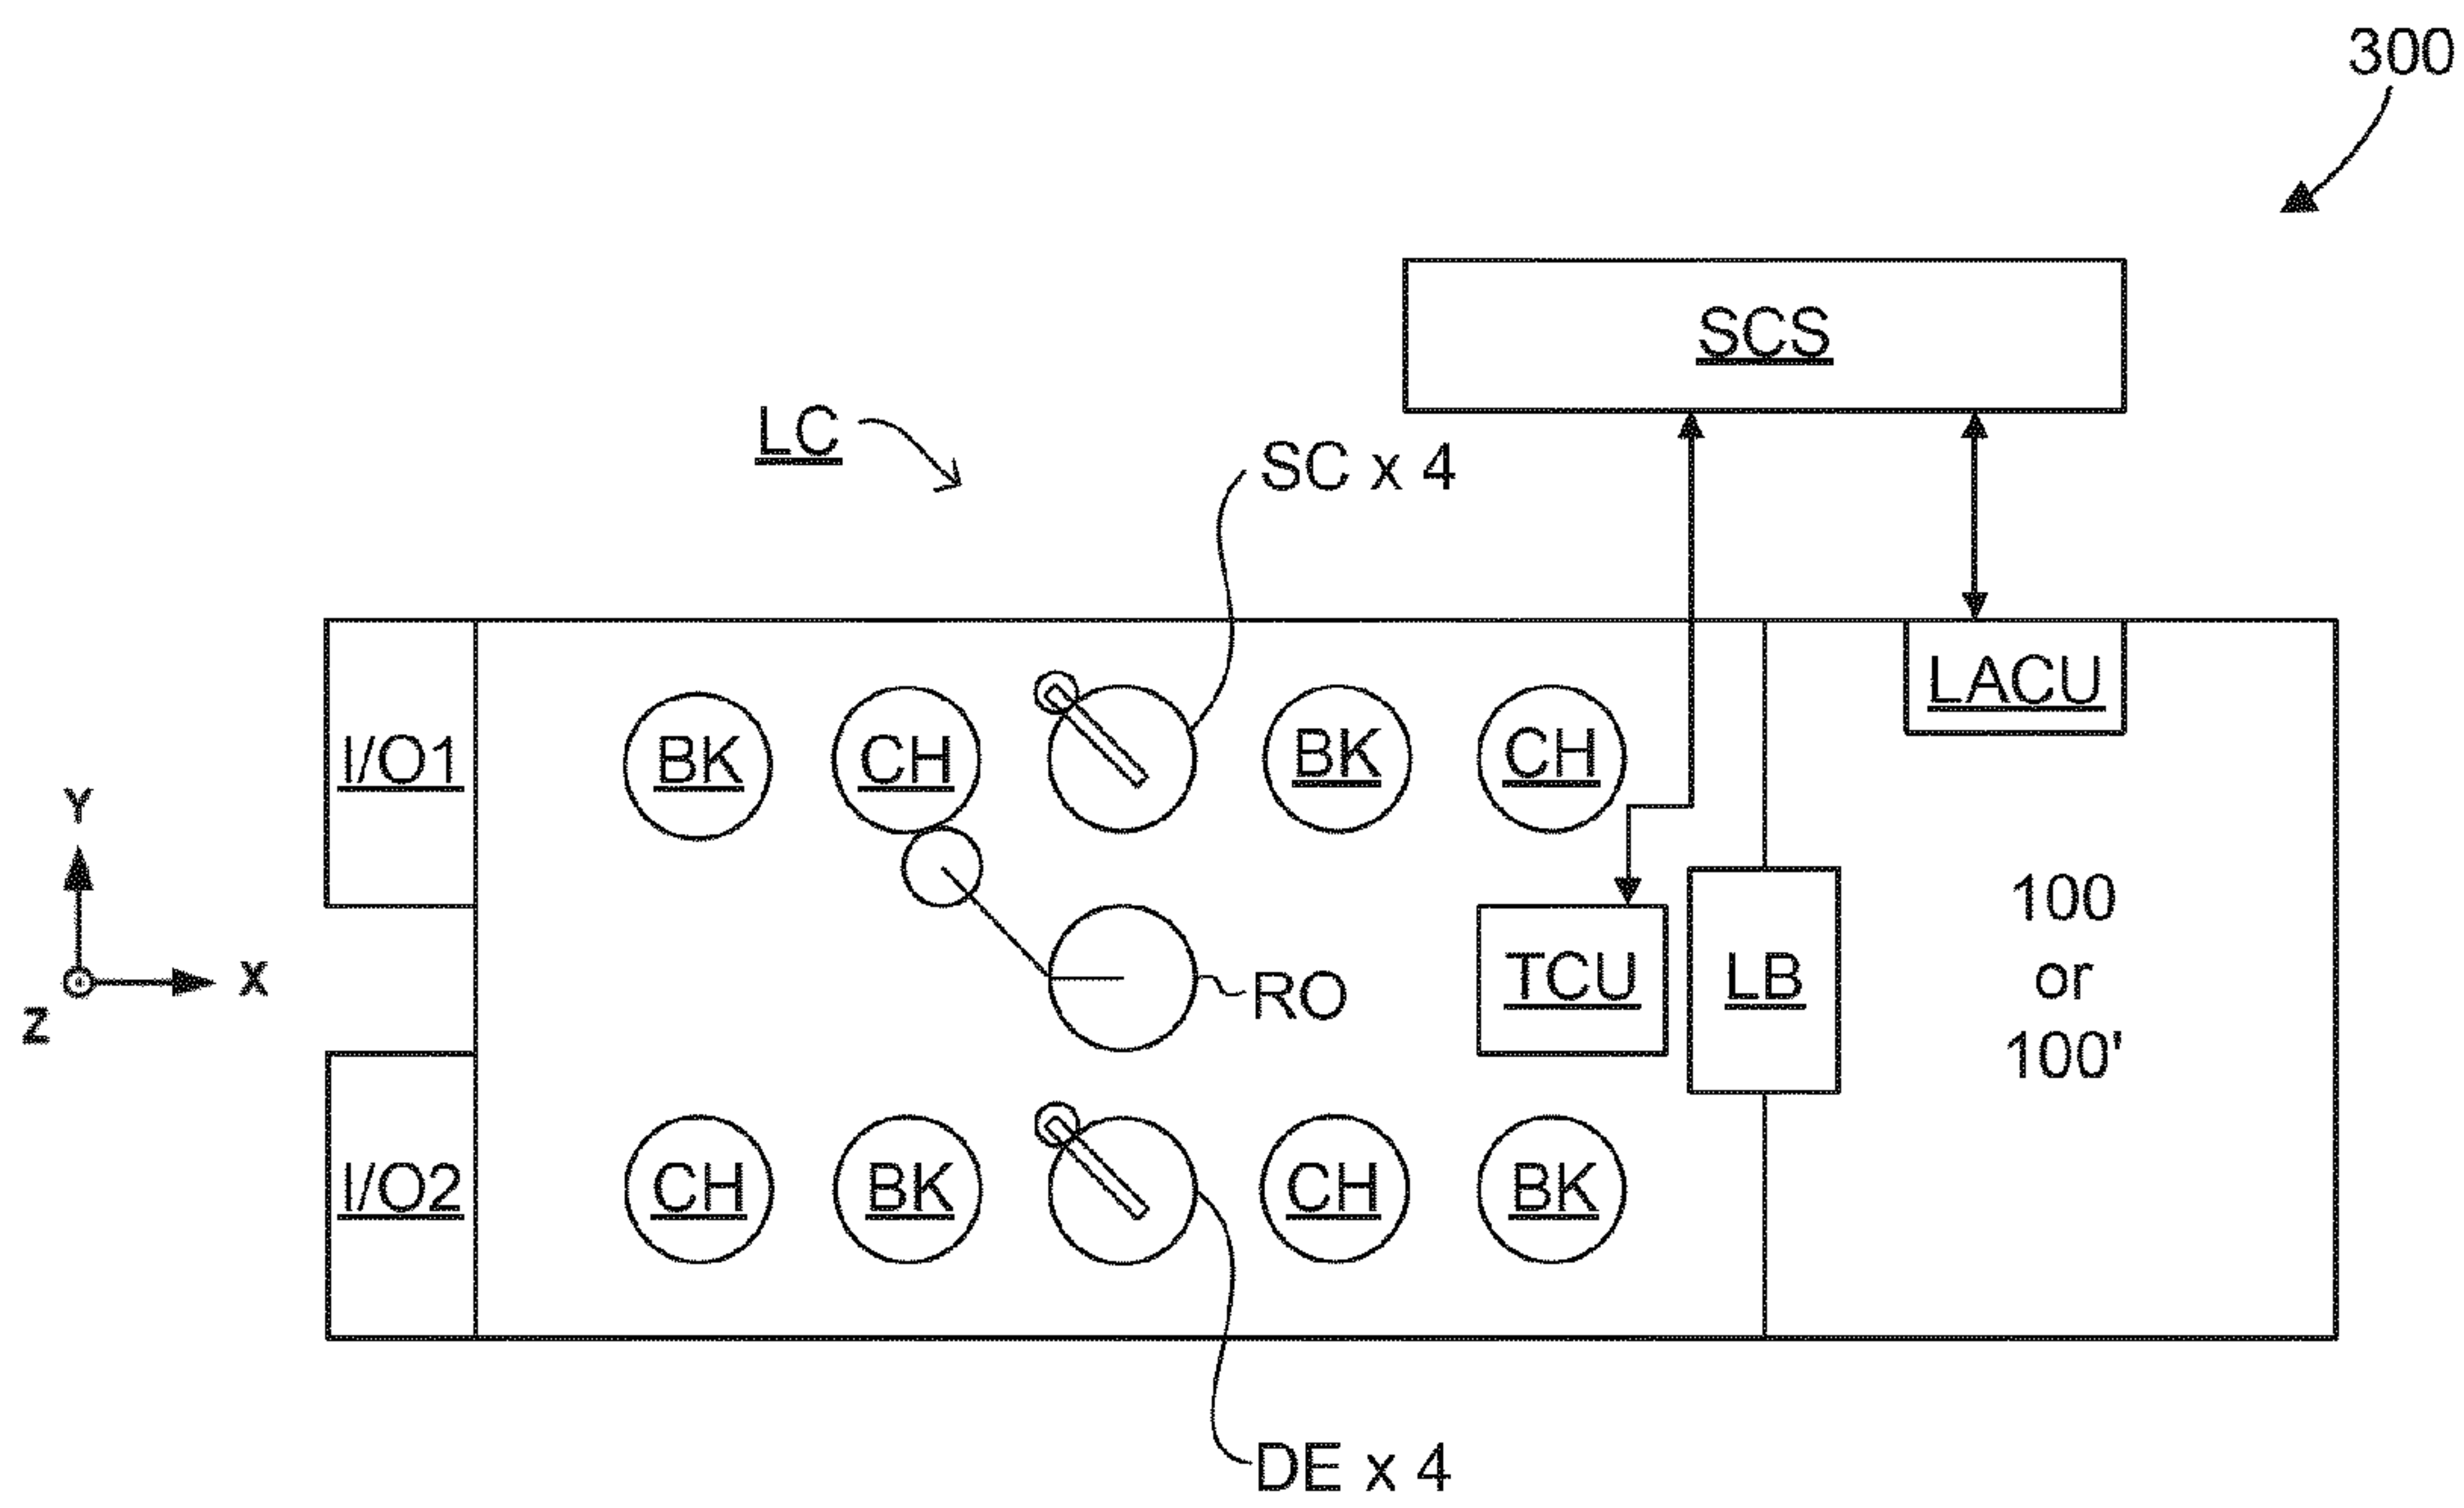 300
SCS
LC
SC x 4
LACU
I/O1
BK
CH
BK
CH
Y
X
Z
100
or
100'
TCU
LB
RO
I/O2
CH
BK
CH
BK
DE x 4